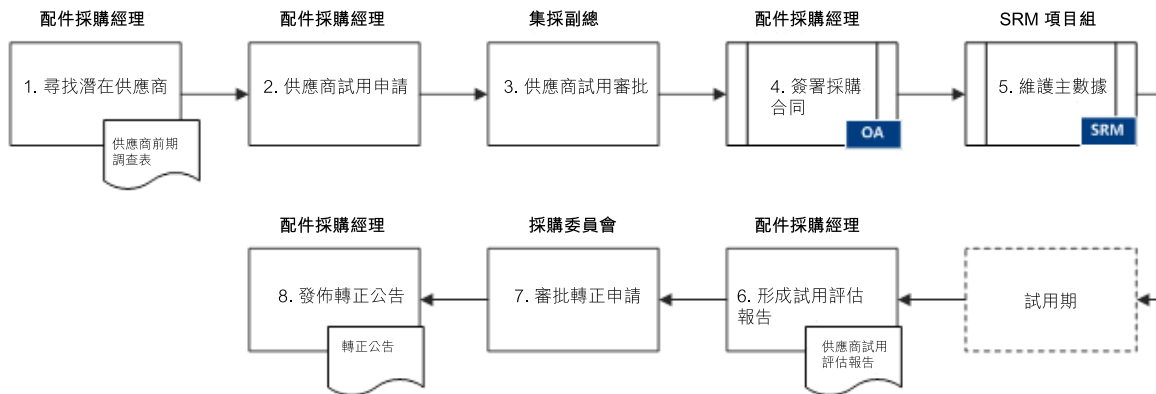 配件採購經理
配件採購經理
集採副總
配件採購經理
SRM 項目組
1. 尋找潛在供應商
供應商前期
調查表
2. 供應商試用申請
3. 供應商試用審批
4. 簽署採購
合同
OA
5. 維護主數據
SRM
配件採購經理
採購委員會
配件採購經理
8. 發佈轉正公告
轉正公告
7. 審批轉正申請
6. 形成試用評估
報告
供應商試用
評估報告
試用期